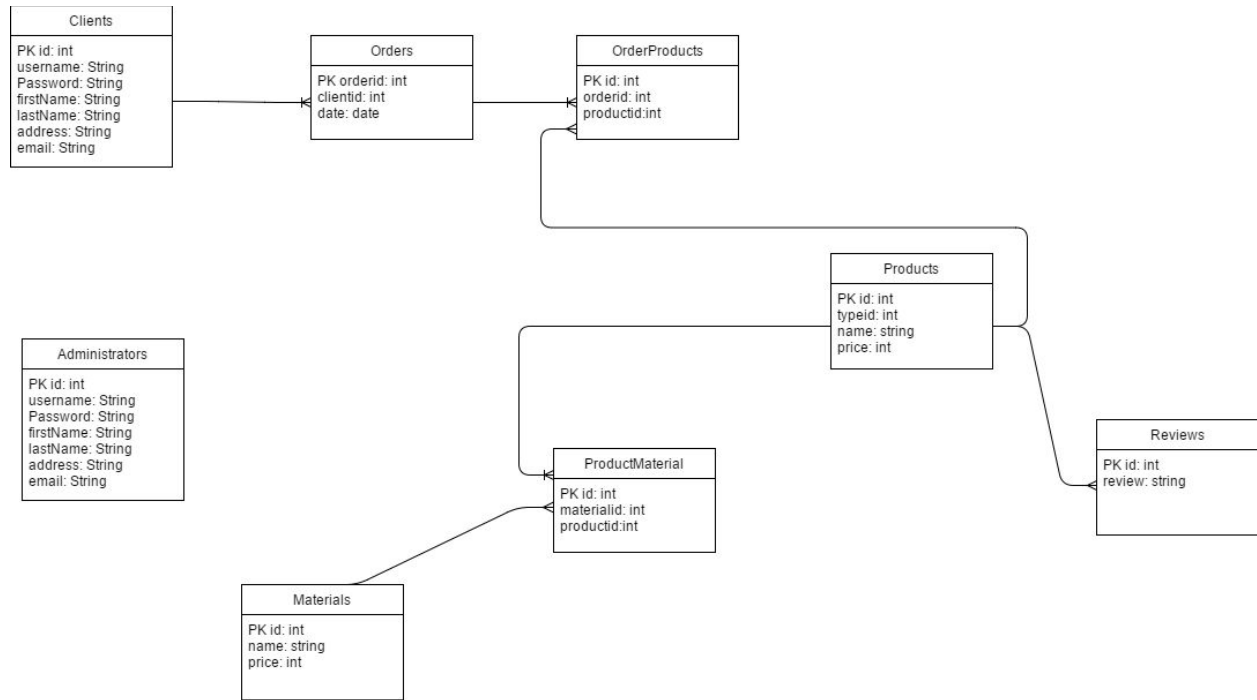 Clients
PK id: int
username: String
Password: String
firstName: String
lastName: String
address: String
email: String
Orders
PK orderid: int
clientid: int
date: date
OrderProducts
PK id: int
orderid: int
productid:int
Products
PK id: int
typeid: int
name: string
price: int
Administrators
PK id: int
username: String
Password: String
firstName: String
lastName: String
address: String
email: String
ProductMaterial
PK id: int
materialid: int
productid:int
Reviews
PK id: int
review: string
Materials
PK id: int
name: string
price: int